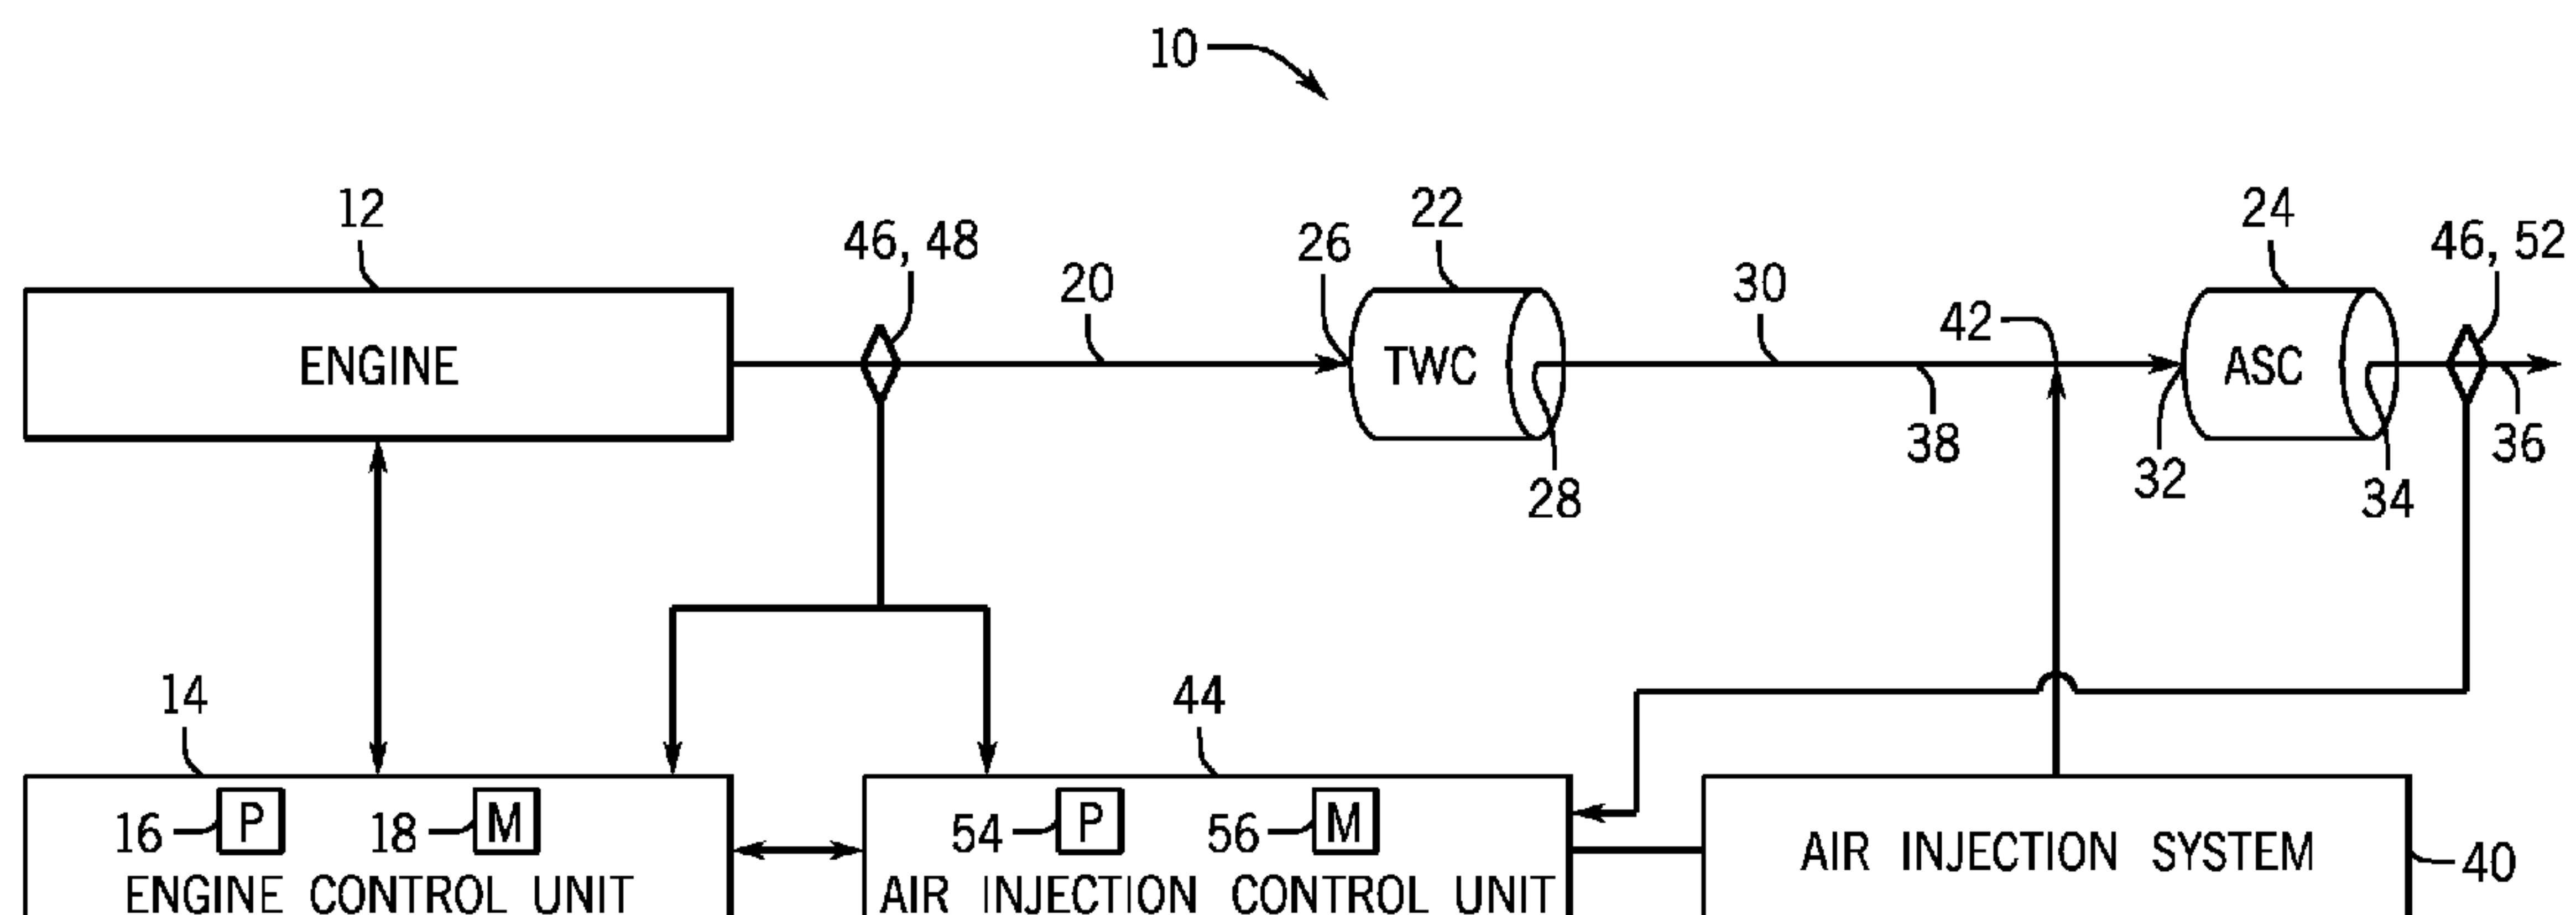 10
12
46, 48
20
26
22
30
42
24
46, 52
ENGINE
TWC
ASC
28
38
32
34
36
14
44
16 P 18 M
54 P 56 M
ENGINE CONTROL UNIT
AIR INJECTION CONTROL UNIT
AIR INJECTION SYSTEM
40